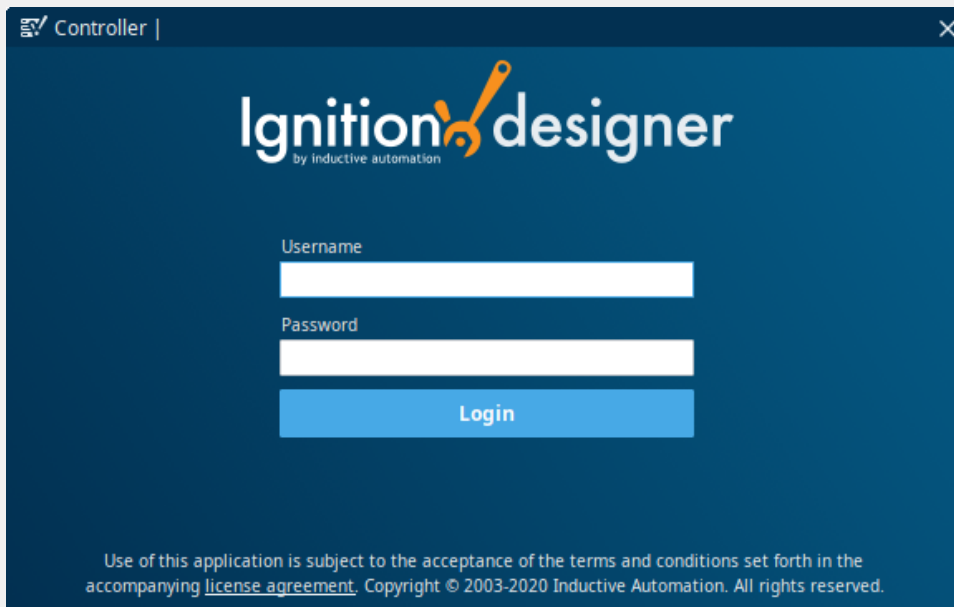 Controller |
Ignition designer
by inductive automation
Username
Password
Login
Use of this application is subject to the acceptance of the terms and conditions set forth in the
accompanying license agreement. Copyright © 2003-2020 Inductive Automation. All rights reserved.